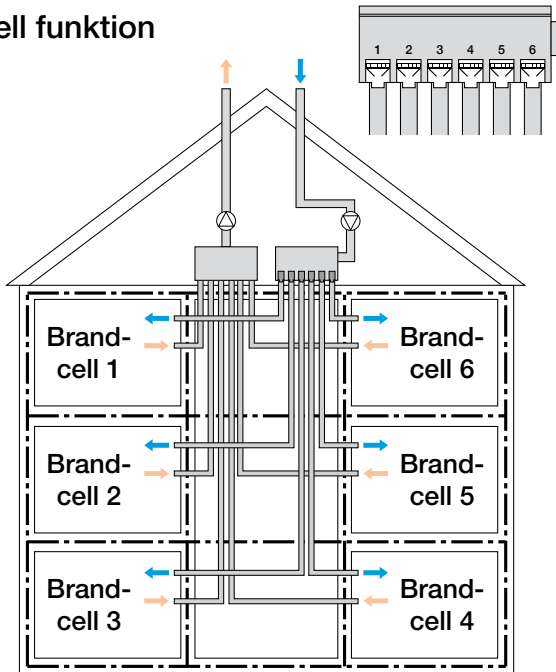 ell funktion
1 2 3 4 5 6
Brand-
cell 1
Brand-
cell 6
Brand-
cell 2
Brand-
cell 5
Brand-
cell 3
Brand-
cell 4